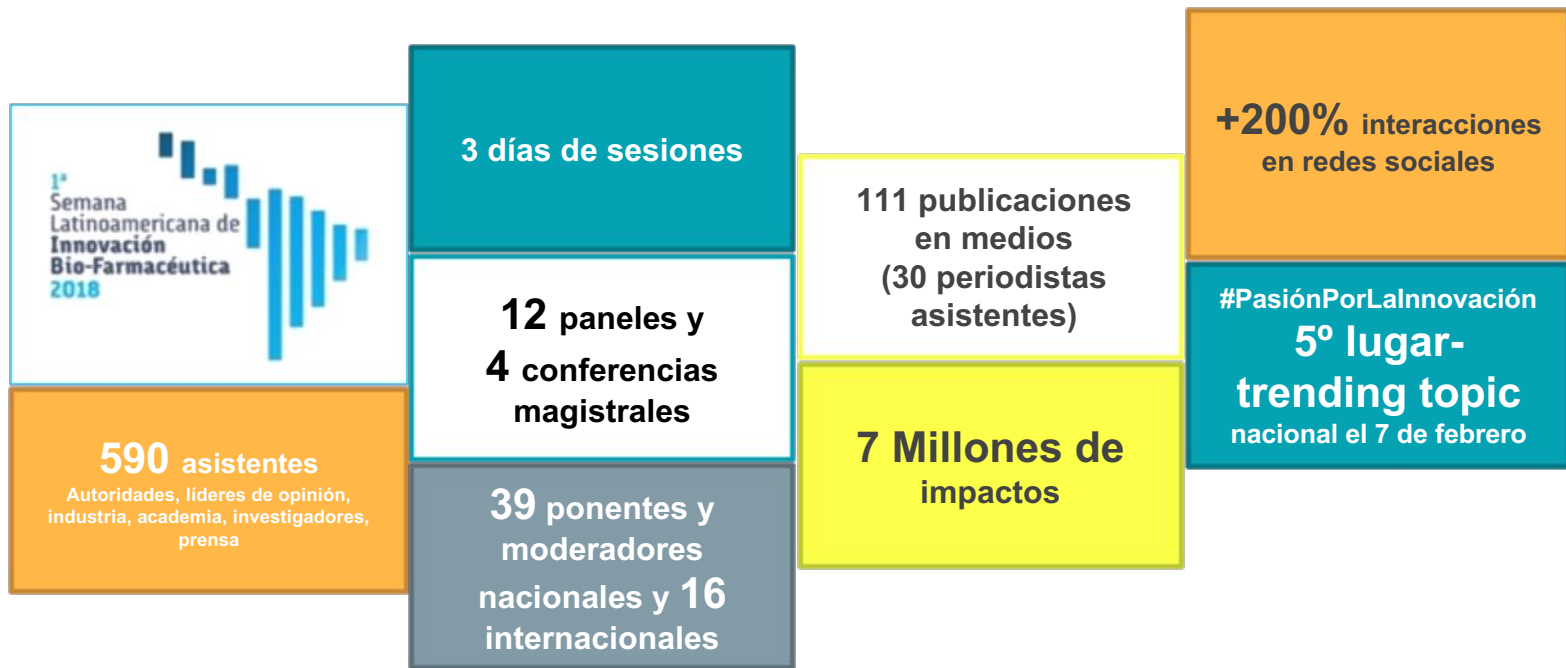 1ª
Semana
Latinoamericana de
Innovación
Bio-Farmacéutica
2018
590 asistentes
Autoridades, líderes de opinión,
industria, academia, investigadores,
prensa
3 días de sesiones
12 paneles y
4 conferencias
magistrales
39 ponentes y
moderadores
nacionales y 16
internacionales
111 publicaciones
en medios
(30 periodistas
asistentes)
7 Millones de
impactos
+200% interacciones
en redes sociales
#PasiónPorLaInnovación
5º lugar-
trending topic
nacional el 7 de febrero